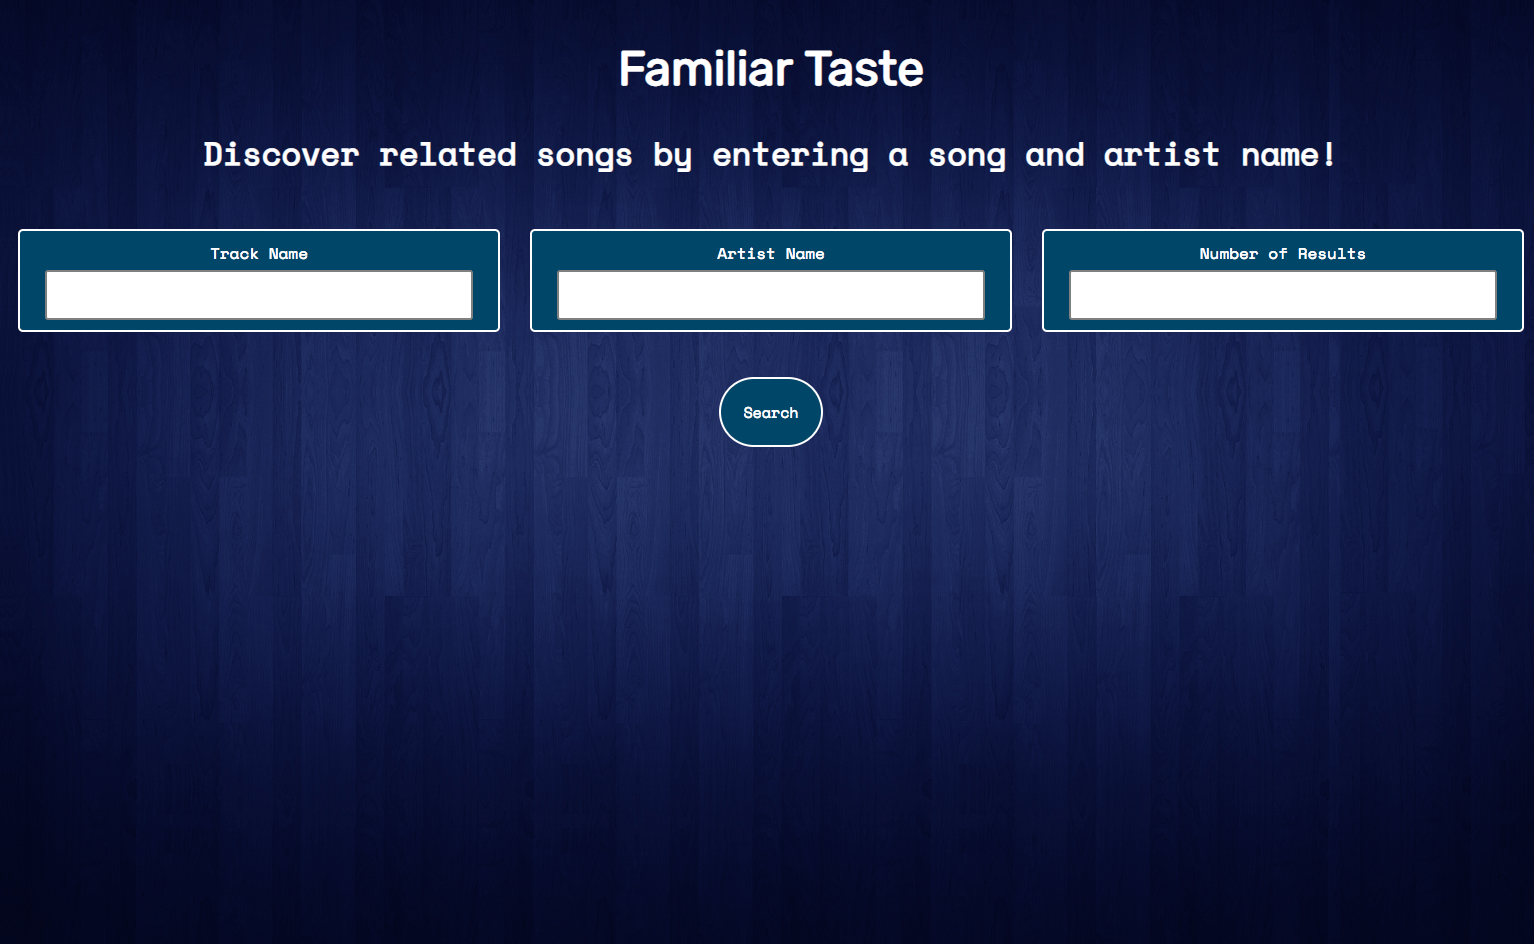 Familiar Taste
Discover related songs by entering a song and artist name!
Track Name
Artist Name
Number of Results
Search